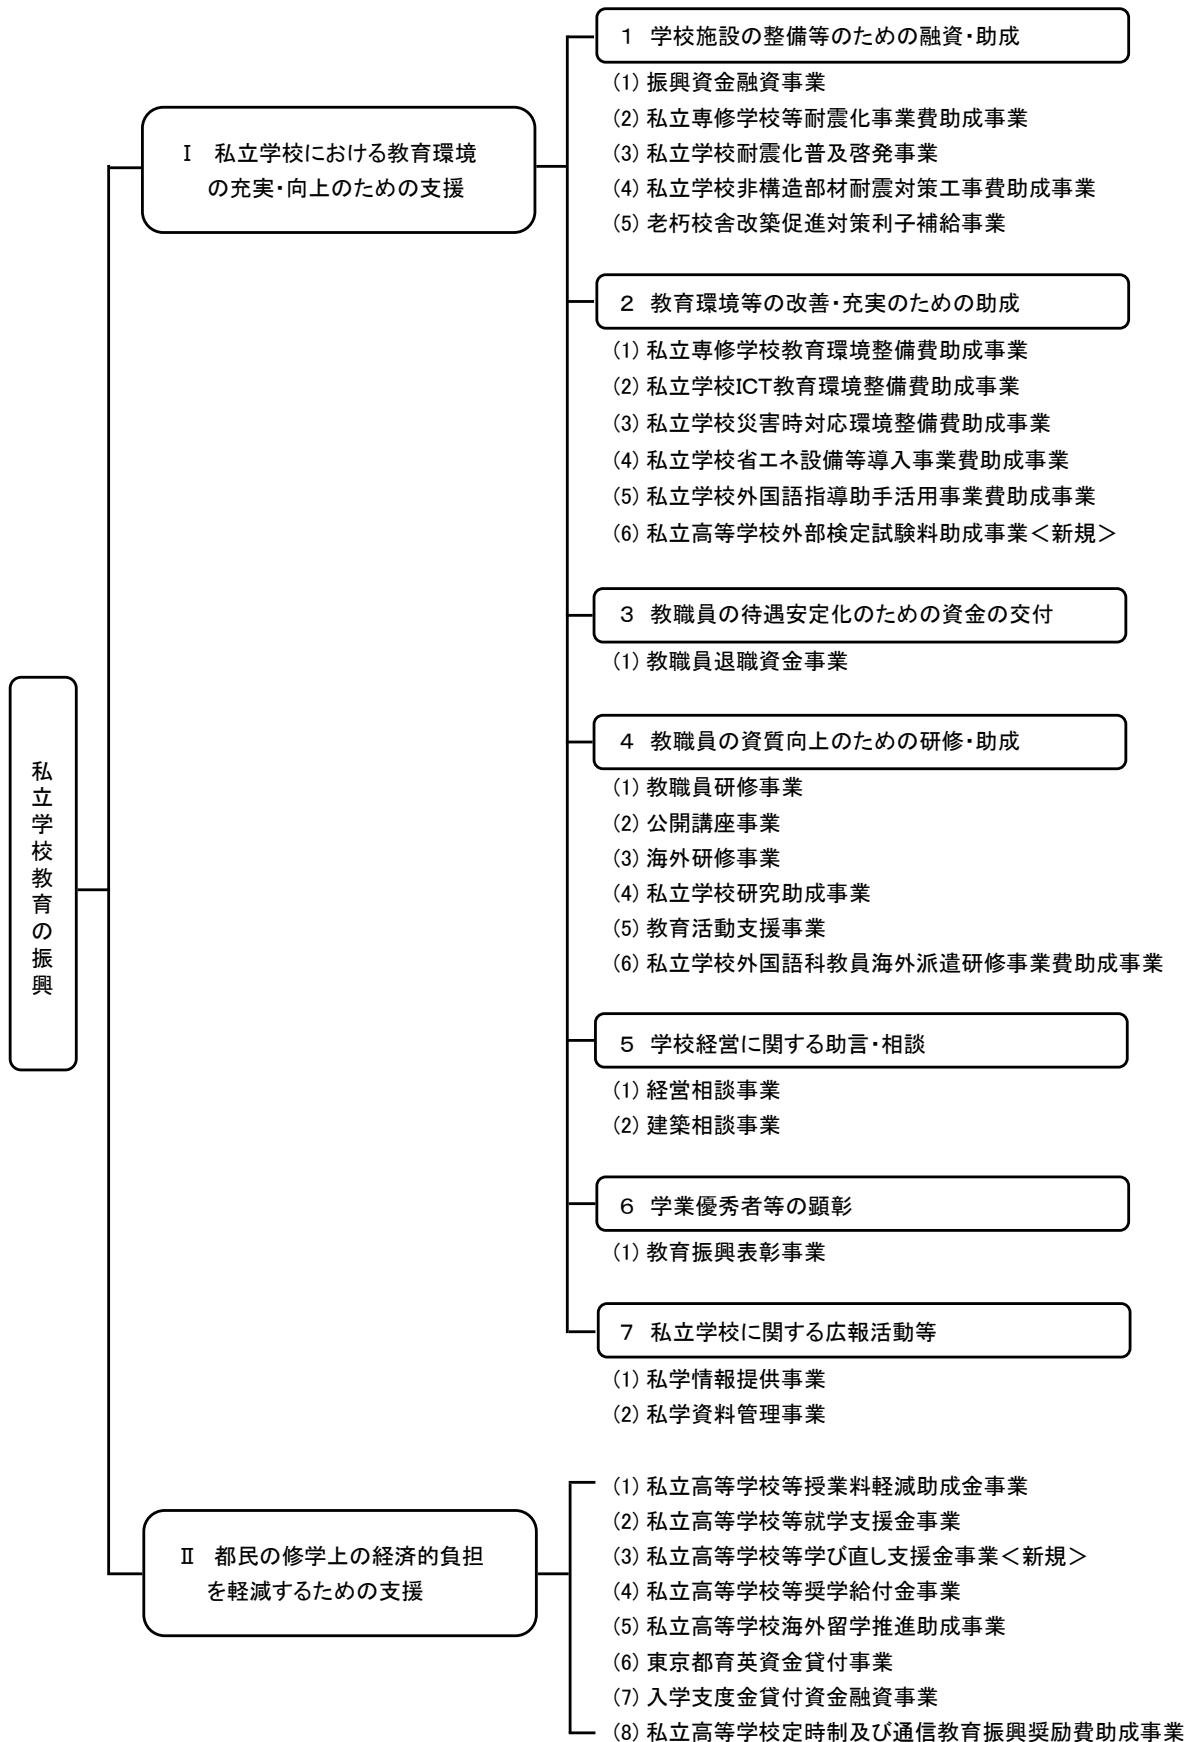 私立学校教育の振興
Ⅰ 私立学校における教育環境
の充実・向上のための支援
1 学校施設の整備等のための融資・助成
(1) 振興資金融資事業
(2) 私立専修学校等耐震化事業費助成事業
(3) 私立学校耐震化普及啓発事業
(4) 私立学校非構造部材耐震対策工事費助成事業
(5) 老朽校舎改築促進対策利子補給事業
2 教育環境等の改善・充実のための助成
(1) 私立専修学校教育環境整備費助成事業
(2) 私立学校ICT教育環境整備費助成事業
(3) 私立学校災害時対応環境整備費助成事業
(4) 私立学校省エネ設備等導入事業費助成事業
(5) 私立学校外国語指導助手活用事業費助成事業
(6) 私立高等学校外部検定試験料助成事業＜新規＞
3 教職員の待遇安定化のための資金の交付
(1) 教職員退職資金事業
4 教職員の資質向上のための研修・助成
(1) 教職員研修事業
(2) 公開講座事業
(3) 海外研修事業
(4) 私立学校研究助成事業
(5) 教育活動支援事業
(6) 私立学校外国語科教員海外派遣研修事業費助成事業
5 学校経営に関する助言・相談
(1) 経営相談事業
(2) 建築相談事業
6 学業優秀者等の顕彰
(1) 教育振興表彰事業
7 私立学校に関する広報活動等
(1) 私学情報提供事業
(2) 私学資料管理事業
Ⅱ 都民の修学上の経済的負担
を軽減するための支援
(1) 私立高等学校等授業料軽減助成金事業
(2) 私立高等学校等就学支援金事業
(3) 私立高等学校等学び直し支援金事業＜新規＞
(4) 私立高等学校等奨学給付金事業
(5) 私立高等学校海外留学推進助成事業
(6) 東京都育英資金貸付事業
(7) 入学支度金貸付資金融資事業
(8) 私立高等学校定時制及び通信教育振興奨励費助成事業